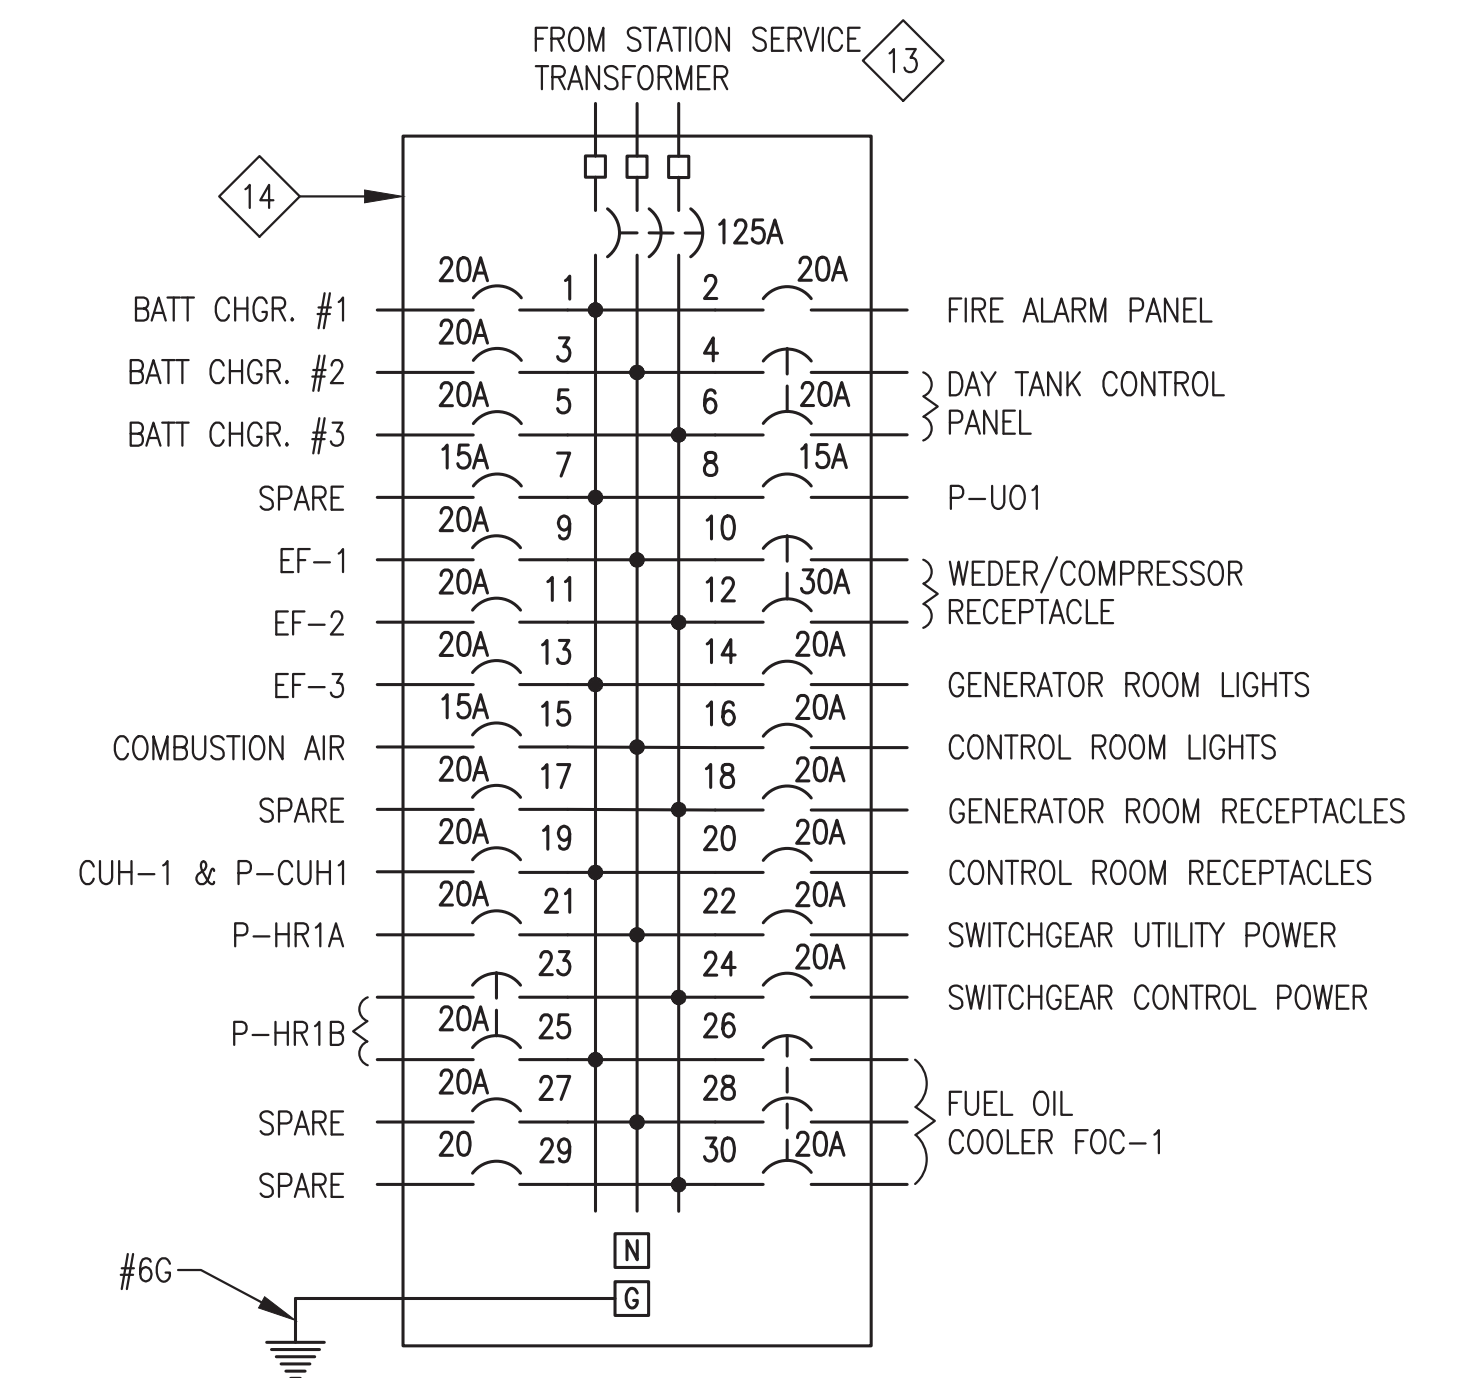 FROM STATION SERVICE
TRANSFORMER
13
14
125A
20A 1 2 20A
BATT CHGR. #1 FIRE ALARM PANEL
20A 3 4
BATT CHGR. #2 DAY TANK CONTROL
PANEL
20A 5 6 20A
BATT CHGR. #3
15A 7 8 15A
SPARE P-UO1
20A 9 10
EF-1 WEDER/COMPRESSOR
RECEPTACLE
20A 11 12 30A
EF-2
20A 13 14 20A
EF-3 GENERATOR ROOM LIGHTS
15A 15 16 20A
COMBUSTION AIR CONTROL ROOM LIGHTS
20A 17 18 20A
SPARE GENERATOR ROOM RECEPTACLES
20A 19 20 20A
CUH-1 & P-CUH1 CONTROL ROOM RECEPTACLES
20A 21 22 20A
P-HR1A SWITCHGEAR UTILITY POWER
23 24 20A
SWITCHGEAR CONTROL POWER
P-HR1B 20A 25 26
20A 27 28
SPARE FUEL OIL
COOLER FOC-1
20 29 30 20A
SPARE
N
#6G
G